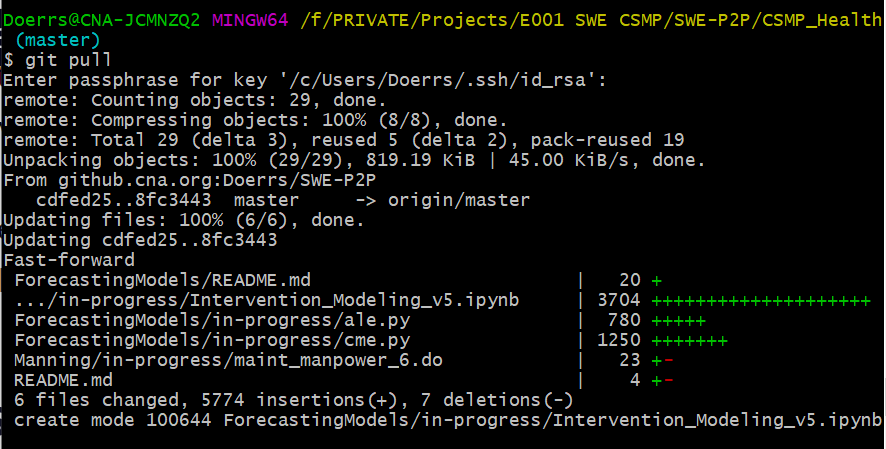 Doerrs@CNA-JCMNZQ2 MINGW64 /f/PRIVATE/Projects/E001 SWE CSMP/SWE-P2P/CSMP_Health
(master)
$ git pull
Enter passphrase for key '/c/Users/Doerrs/.ssh/id_rsa':
remote: Counting objects: 29, done.
remote: Compressing objects: 100% (8/8), done.
remote: Total 29 (delta 3), reused 5 (delta 2), pack-reused 19
Unpacking objects: 100% (29/29), 819.19 KiB | 45.00 KiB/s, done.
From github.cna.org:Doerrs/SWE-P2P
   cdfed25..8fc3443  master     -> origin/master
Updating files: 100% (6/6), done.
Updating cdfed25..8fc3443
Fast-forward
 ForecastingModels/README.md                        |   20 +
 .../in-progress/Intervention_Modeling_v5.ipynb     | 3704 ++++++++++++++++++++
 ForecastingModels/in-progress/ale.py               |  780 +++++
 ForecastingModels/in-progress/cme.py               | 1250 +++++++
 Manning/in-progress/maint_manpower_6.do            |   23 +-
 README.md                                          |    4 +-
 6 files changed, 5774 insertions(+), 7 deletions(-)
 create mode 100644 ForecastingModels/in-progress/Intervention_Modeling_v5.ipynb